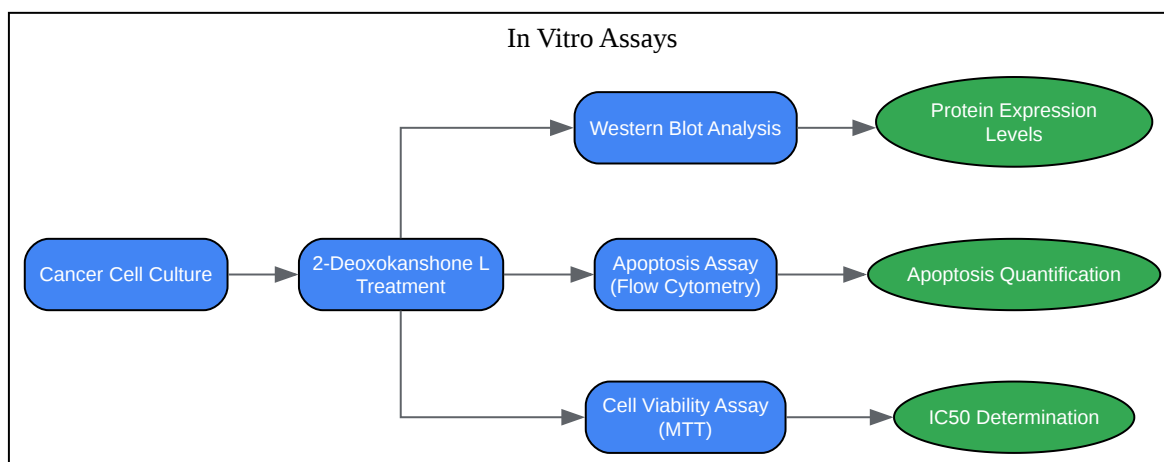 In Vitro Assays
Western Blot Analysis
Protein Expression
Levels
Cancer Cell Culture
2-Deoxokanshone L
Treatment
Apoptosis Assay
(Flow Cytometry)
Apoptosis Quantification
Cell Viability Assay
(MTT)
IC50 Determination